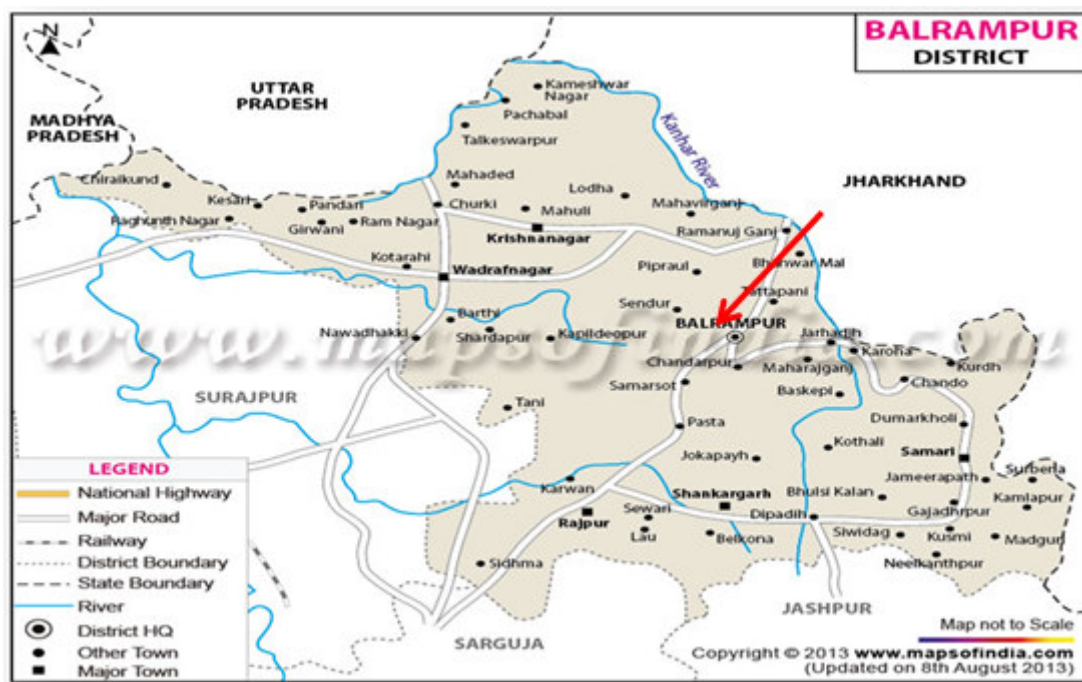 BALRAMPUR
DISTRICT
N
UTTAR
PRADESH
MADHYA
PRADESH
JHARKHAND
Kameshwar
Nagar
Pachabal
Talkeswarpur
Kanhar River
Chiraikund
Mahaded
Lodha
Kesari
Pandari
Churki
Mahuli
Mahavirganj
Raghunth Nagar
Girwani
Ram Nagar
Krishnanagar
Ramanuj Ganj
Kotarahi
Wadrafnagar
Pipraul
Bhanwar Mal
Tattapani
Sendur
Barthi
Shardapur
Kapildeopur
BALRAMPUR
Nawadhakki
Jarhadih
Karoha
www.mapsofindia.com
Chandarpur
Maharajganj
Kurdh
Samarsot
Chando
Baskepi
SURAJPUR
Tani
Dumarkholi
Pasta
Kothali
Jokapayh
Samari
Jameerapath
Surbena
Karwan
Shankargarh
Bhulsi Kalan
Kamlapur
Rajpur
Sewari
Dipadih
Gajadhrpur
Lau
Belkona
Siwidag
Kusmi
Madgur
Neelkanthpur
Sidhma
JASHPUR
SARGUJA
LEGEND
National Highway
Major Road
Railway
District Boundary
State Boundary
River
District HQ
Other Town
Major Town
Map not to Scale
Copyright © 2013 www.mapsofindia.com
(Updated on 8th August 2013)